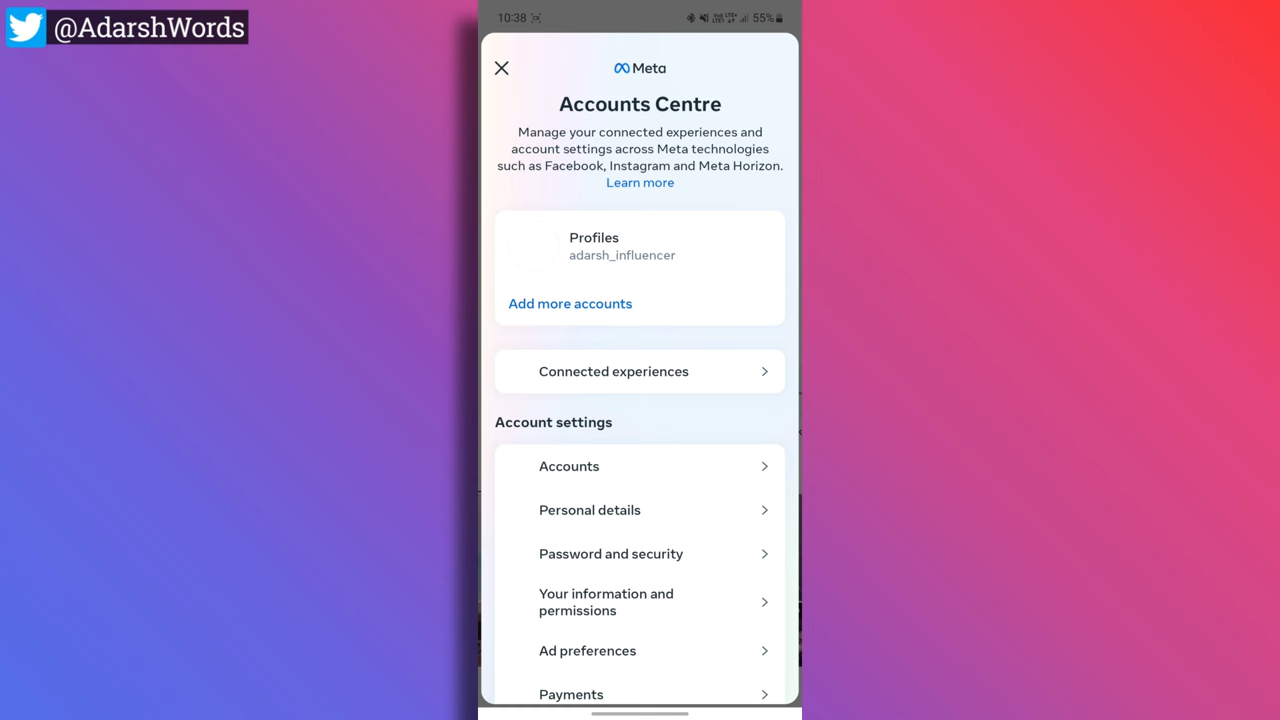 @AdarshWords
10:38
55%
Meta
Accounts Centre
Manage your connected experiences and
account settings across Meta technologies
such as Facebook, Instagram and Meta Horizon.
Learn more
Profiles
adarsh_influencer
Add more accounts
Connected experiences
Account settings
Accounts
Personal details
Password and security
Your information and
permissions
Ad preferences
Payments